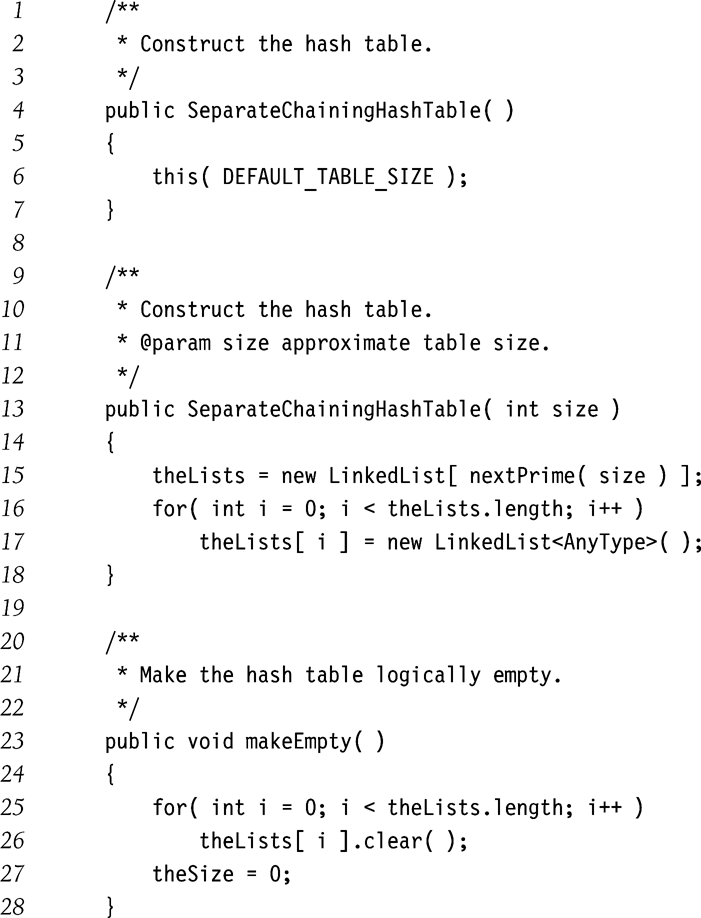 1 /**
2 * Construct the hash table.
3 */
4 public SeparateChainingHashTable( )
5 {
6 this( DEFAULT_TABLE_SIZE );
7 }
8
9 /**
10 * Construct the hash table.
11 * @param size approximate table size.
12 */
13 public SeparateChainingHashTable( int size )
14 {
15 theLists = new LinkedList[ nextPrime( size ) ];
16 for( int i = 0; i < theLists.length; i++ )
17 theLists[ i ] = new LinkedList<AnyType>( );
18 }
19
20 /**
21 * Make the hash table logically empty.
22 */
23 public void makeEmpty( )
24 {
25 for( int i = 0; i < theLists.length; i++ )
26 theLists[ i ].clear( );
27 theSize = 0;
28 }